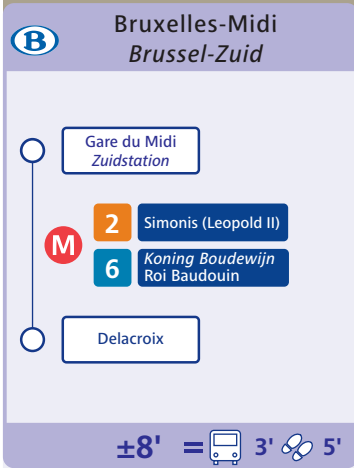 B
Bruxelles-Midi
Brussel-Zuid
Gare du Midi
Zuidstation
M
2 Simonis (Leopold II)
6 Koning Boudewijn
Roi Baudouin
Delacroix
±8' = 3' 5'